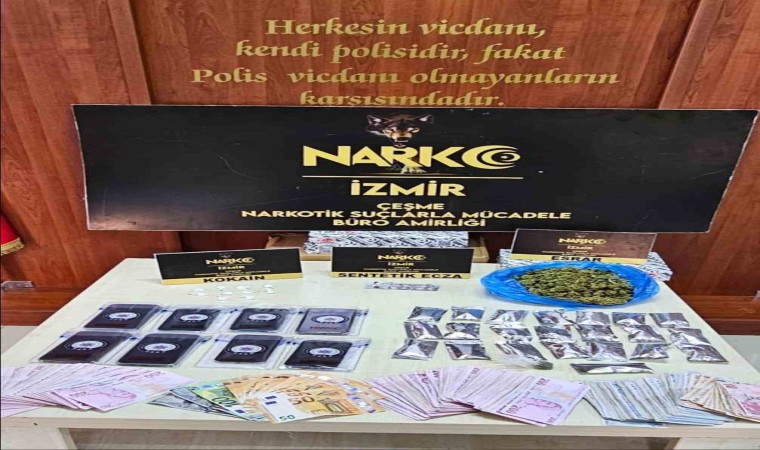 Herkesin vicdanı,
kendi polisidir, fakat
Polis vicdanı olmayanların
karşısındadır.
NARKO
İZMİR
ÇEŞME
NARKOTİK SUÇLARLA MÜCADELE
BÜRO AMİRLİĞİ
NARKO
İZMİR
KOKAİN
NARKO
İZMİR
SENTETİK ECZA
NARKO
İZMİR
ESRAR
50